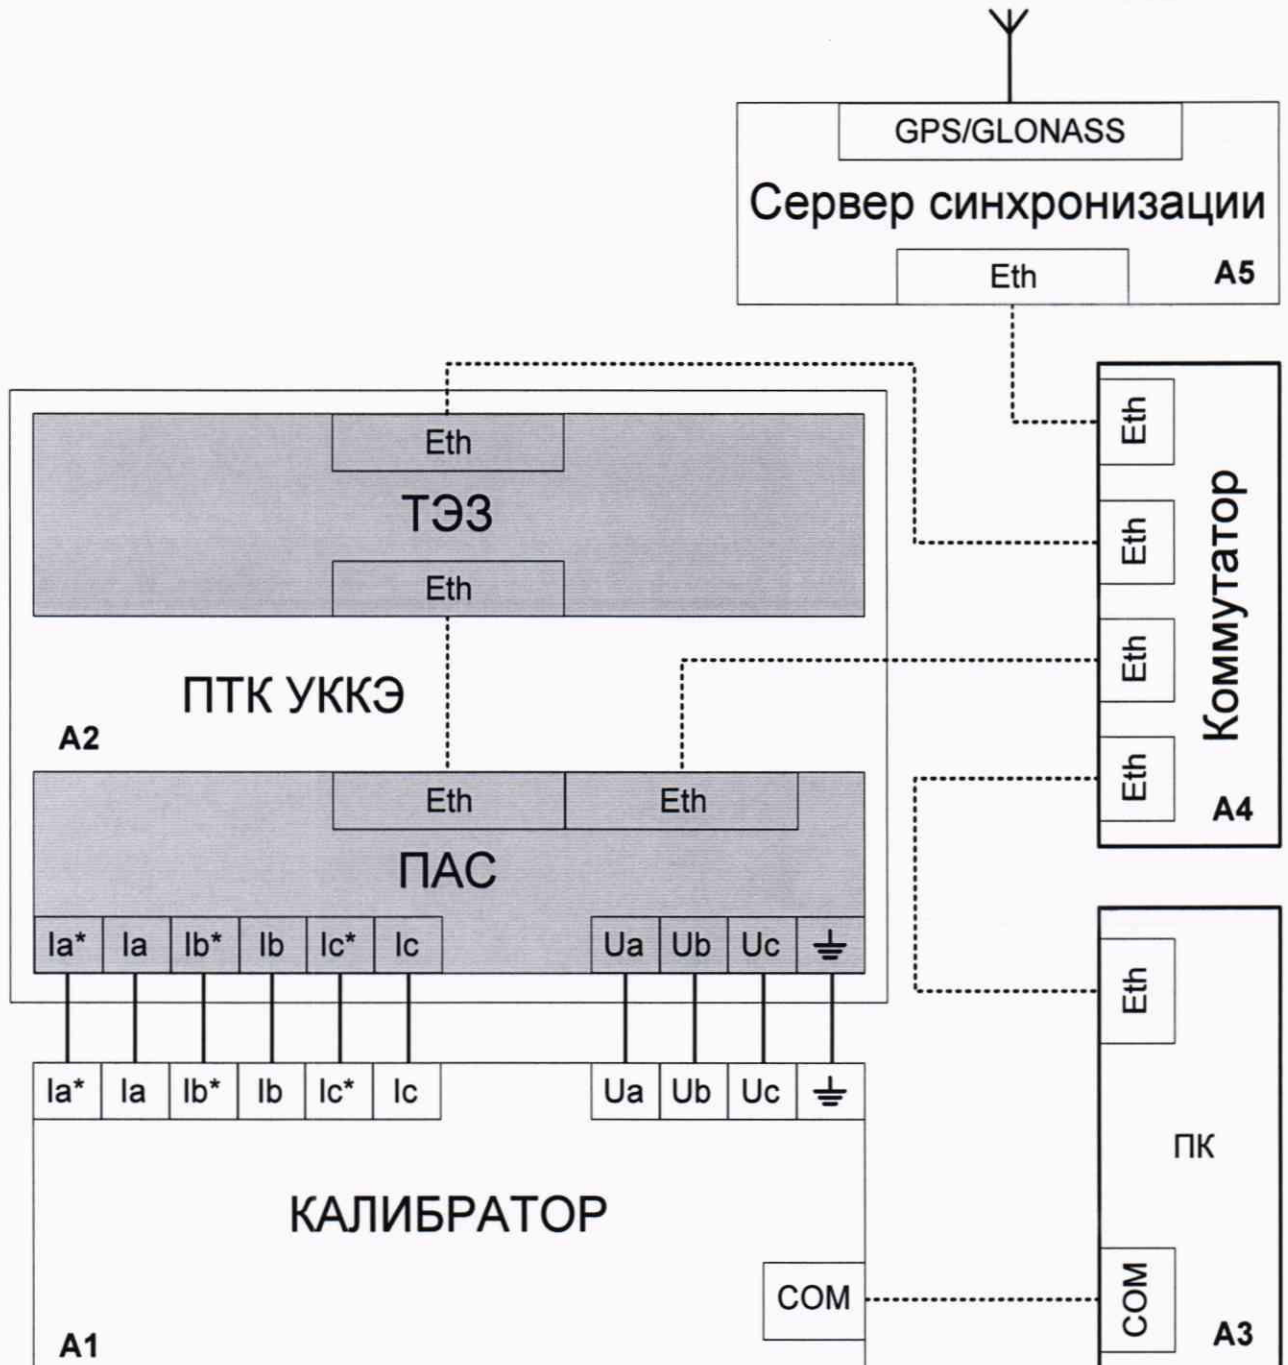 GPS/GLONASS
Сервер синхронизации
Eth
A5
Eth
ТЭЗ
Eth
ПТК УККЭ
A2
Eth Eth
ПАС
Ia* Ia Ib* Ib Ic* Ic Ua Ub Uc
Eth
Eth
Eth
Eth
Коммутатор
A4
Ia* Ia Ib* Ib Ic* Ic Ua Ub Uc
КАЛИБРАТОР
COM
A1
Eth
ПК
COM
A3